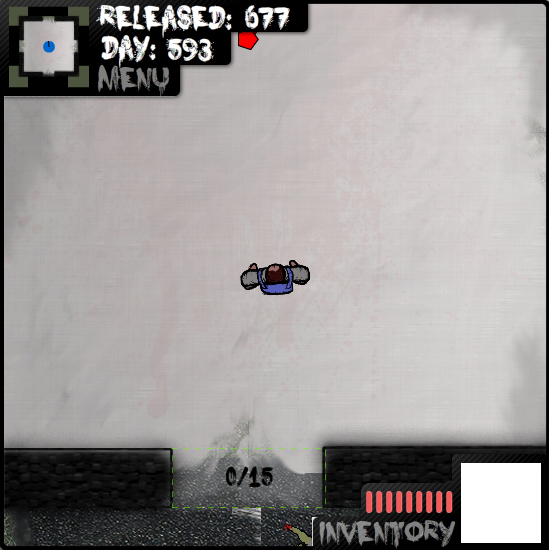 RELEASED: 677
DAY: 593
MENU
0/15
INVENTORY